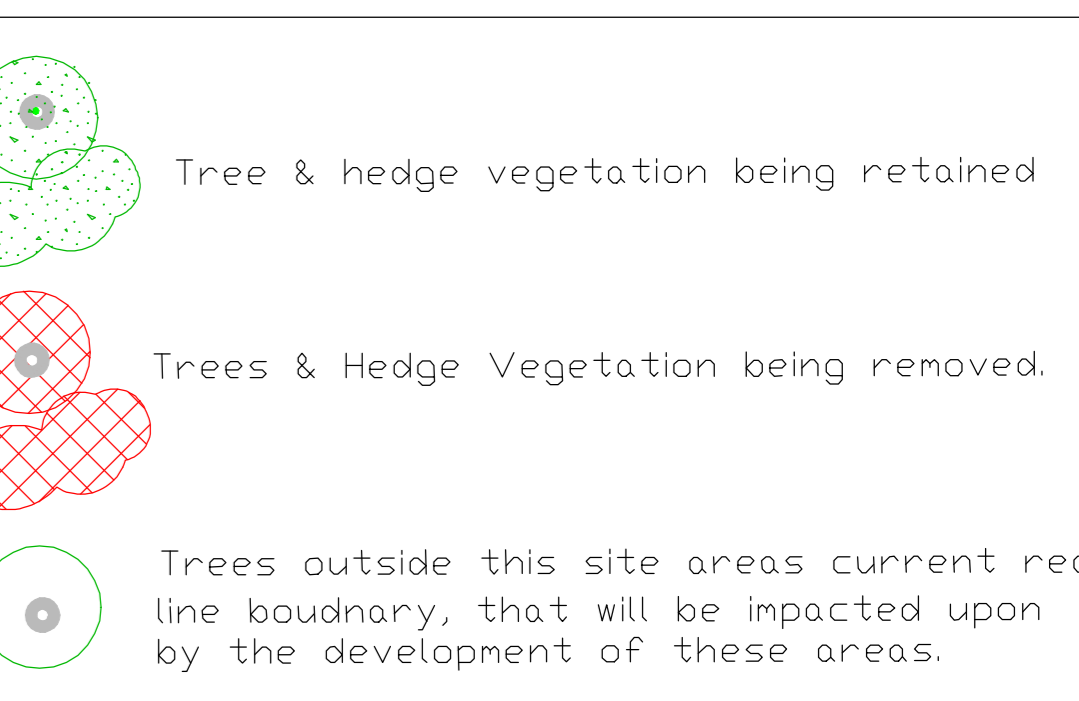 Tree & hedge vegetation being retained
Trees & Hedge Vegetation being removed.
Trees outside this site areas current
line boudnary, that will be impacted upon
by the development of these areas.